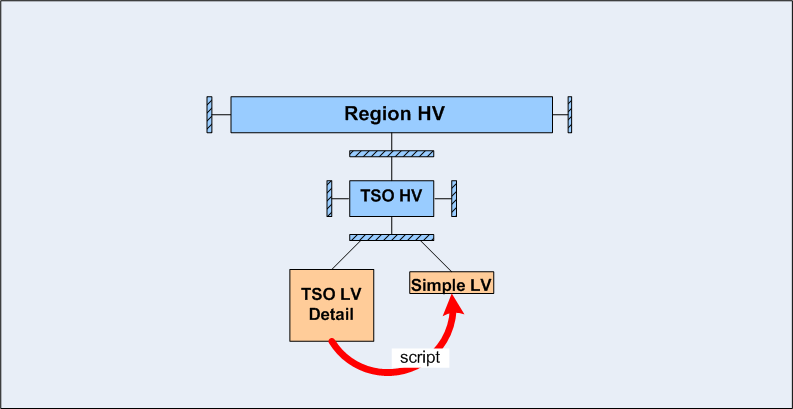 Region HV
TSO HV
TSO LV
Detail
Simple LV
script